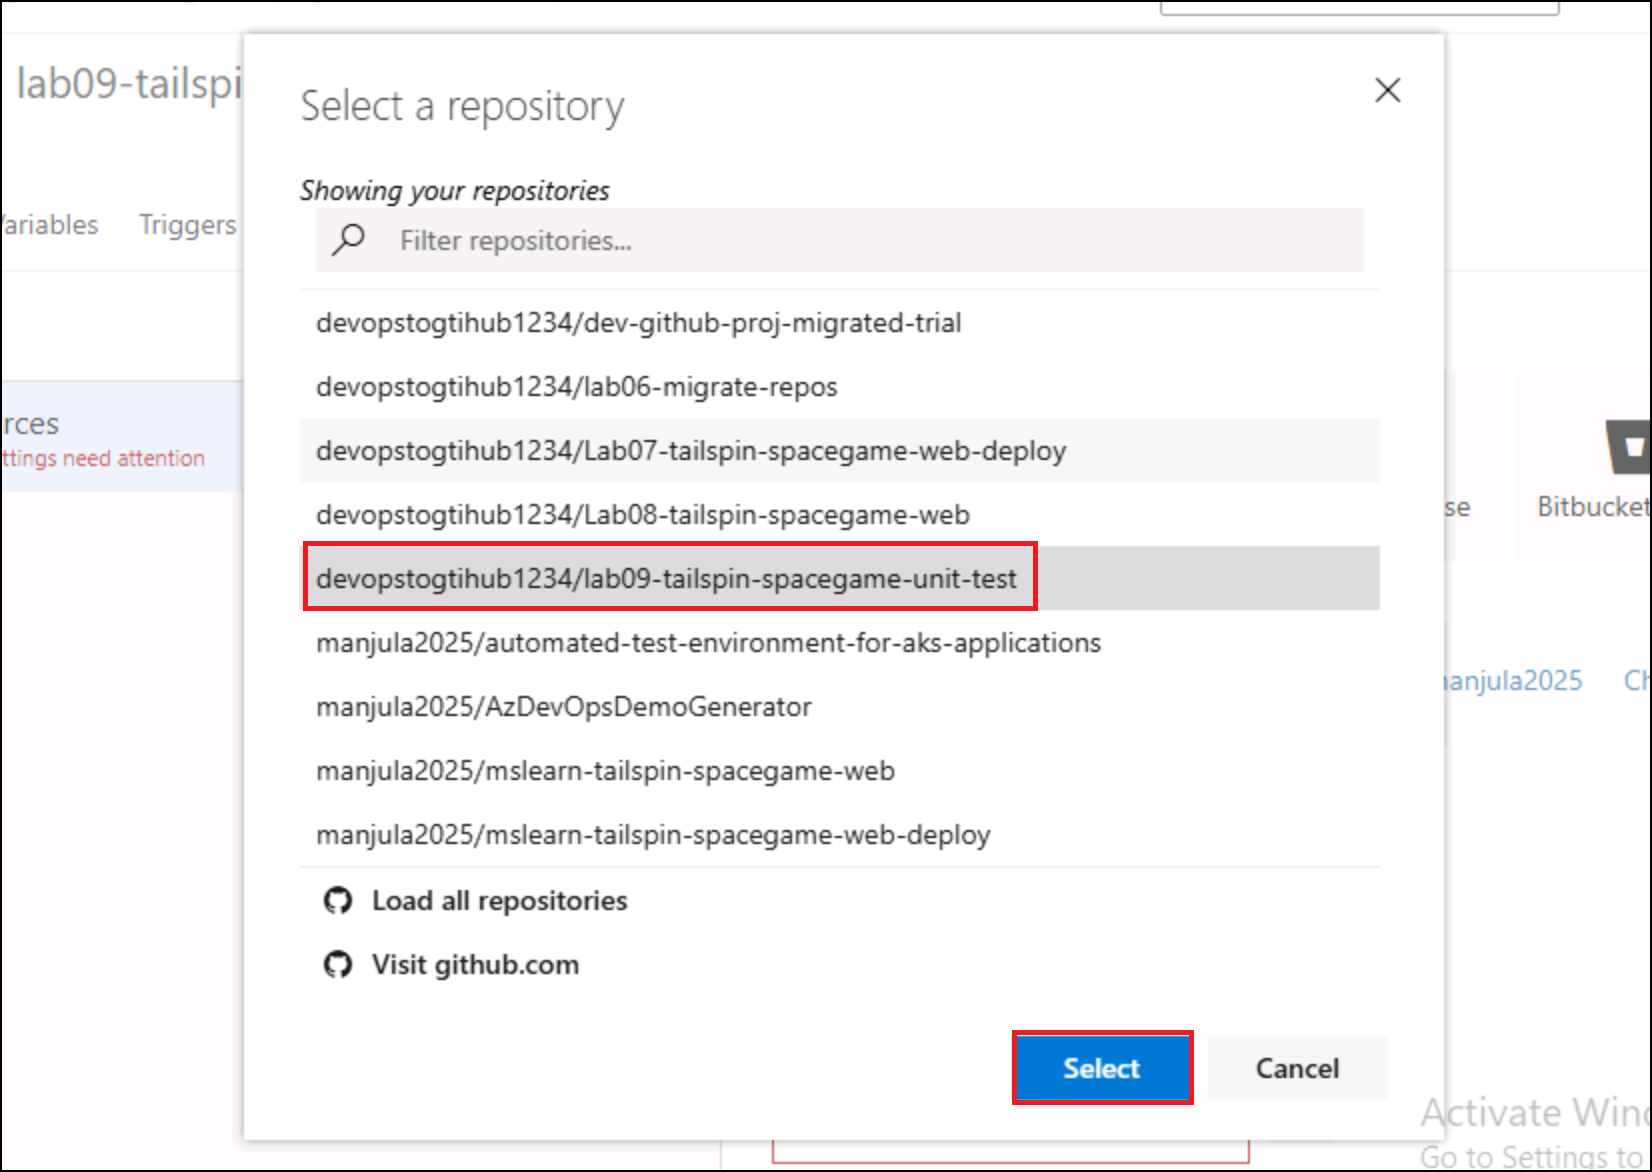 lab09-tailspi
Select a repository
Showing your repositories
Variables Triggers
Filter repositories...
devopstogtihub1234/dev-github-proj-migrated-trial
devopstogtihub1234/lab06-migrate-repos
rces
ttings need attention
devopstogtihub1234/Lab07-tailspin-spacegame-web-deploy
devopstogtihub1234/Lab08-tailspin-spacegame-web
se
Bitbucket
devopstogtihub1234/lab09-tailspin-spacegame-unit-test
manjula2025/automated-test-environment-for-aks-applications
anjula2025 Ch
manjula2025/AzDevOpsDemoGenerator
manjula2025/mslearn-tailspin-spacegame-web
manjula2025/mslearn-tailspin-spacegame-web-deploy
Load all repositories
Visit github.com
Select Cancel
Activate Wind
Go to Settings to